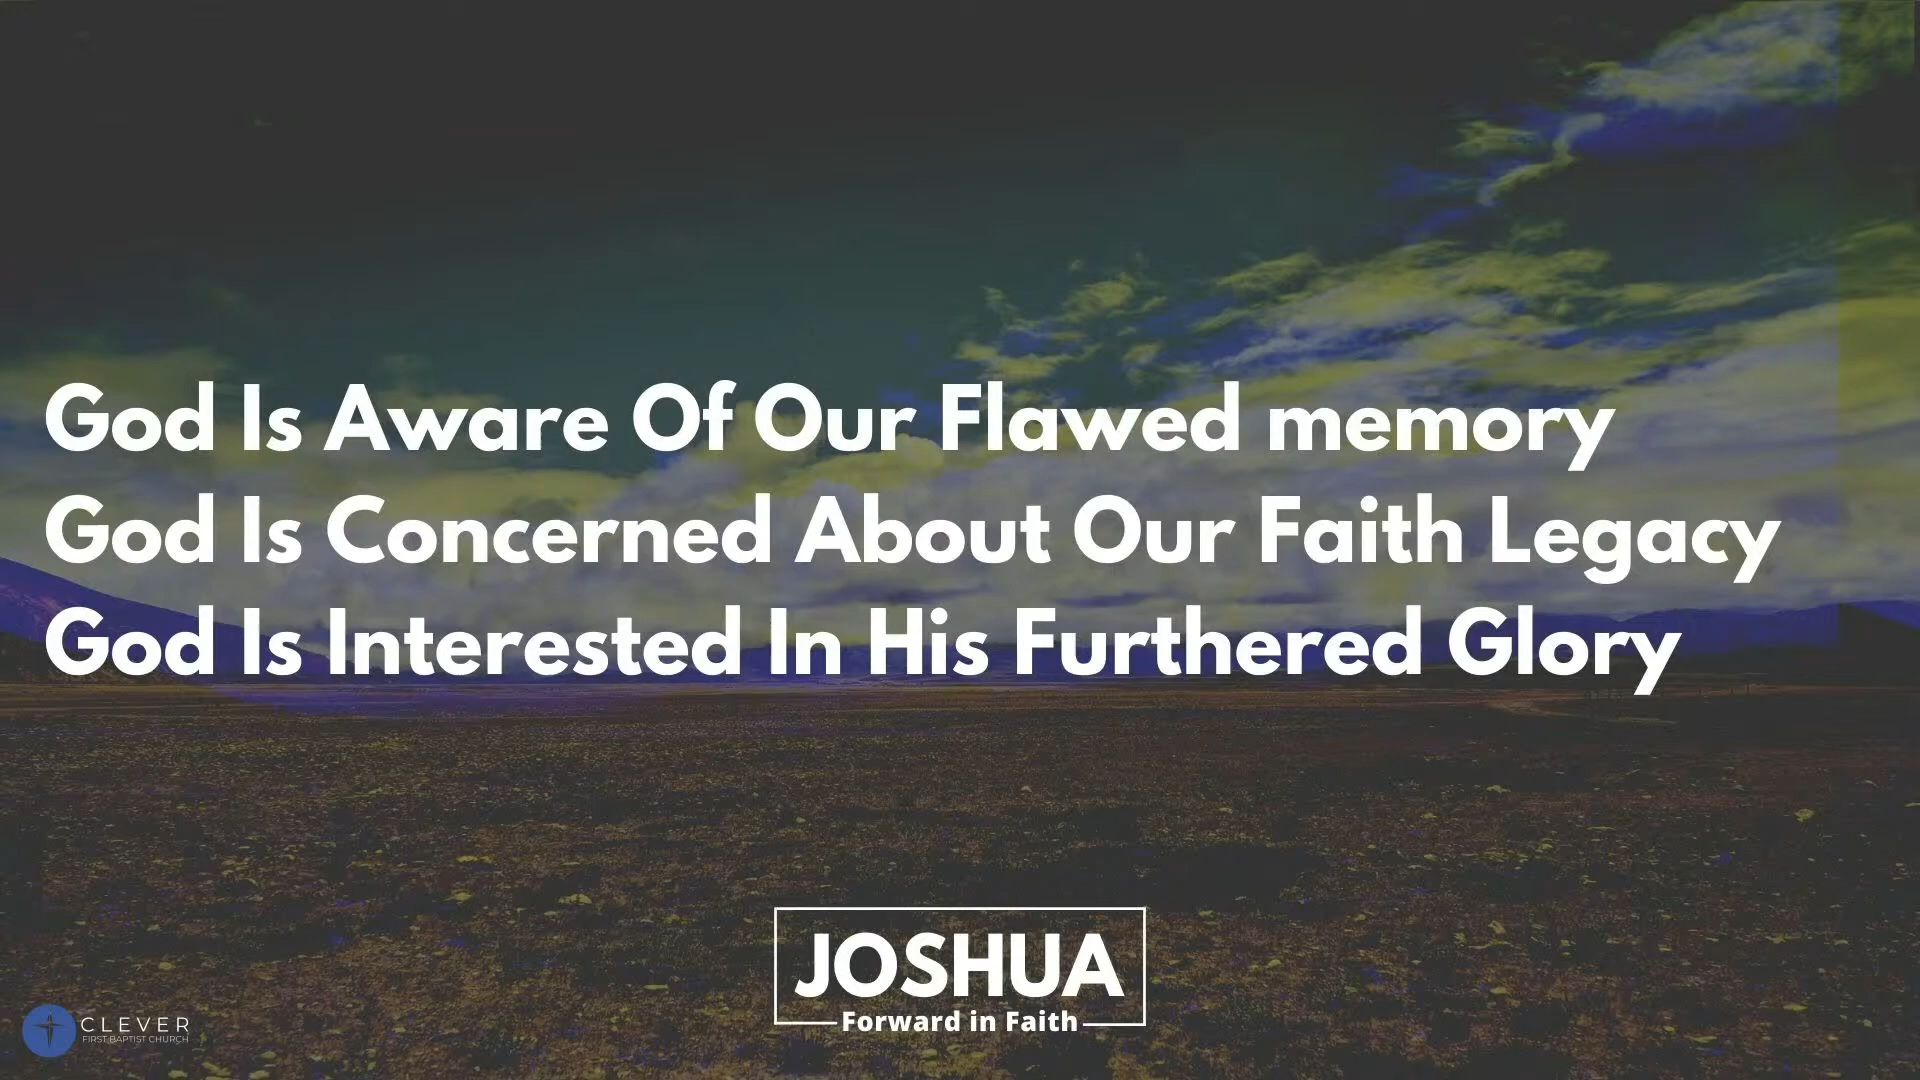 God Is Aware Of Our Flawed memory
God Is Concerned About Our Faith Legacy
God Is Interested In His Furthered Glory
JOSHUA
Forward in Faith
CLEVER
FIRST BAPTIST CHURCH